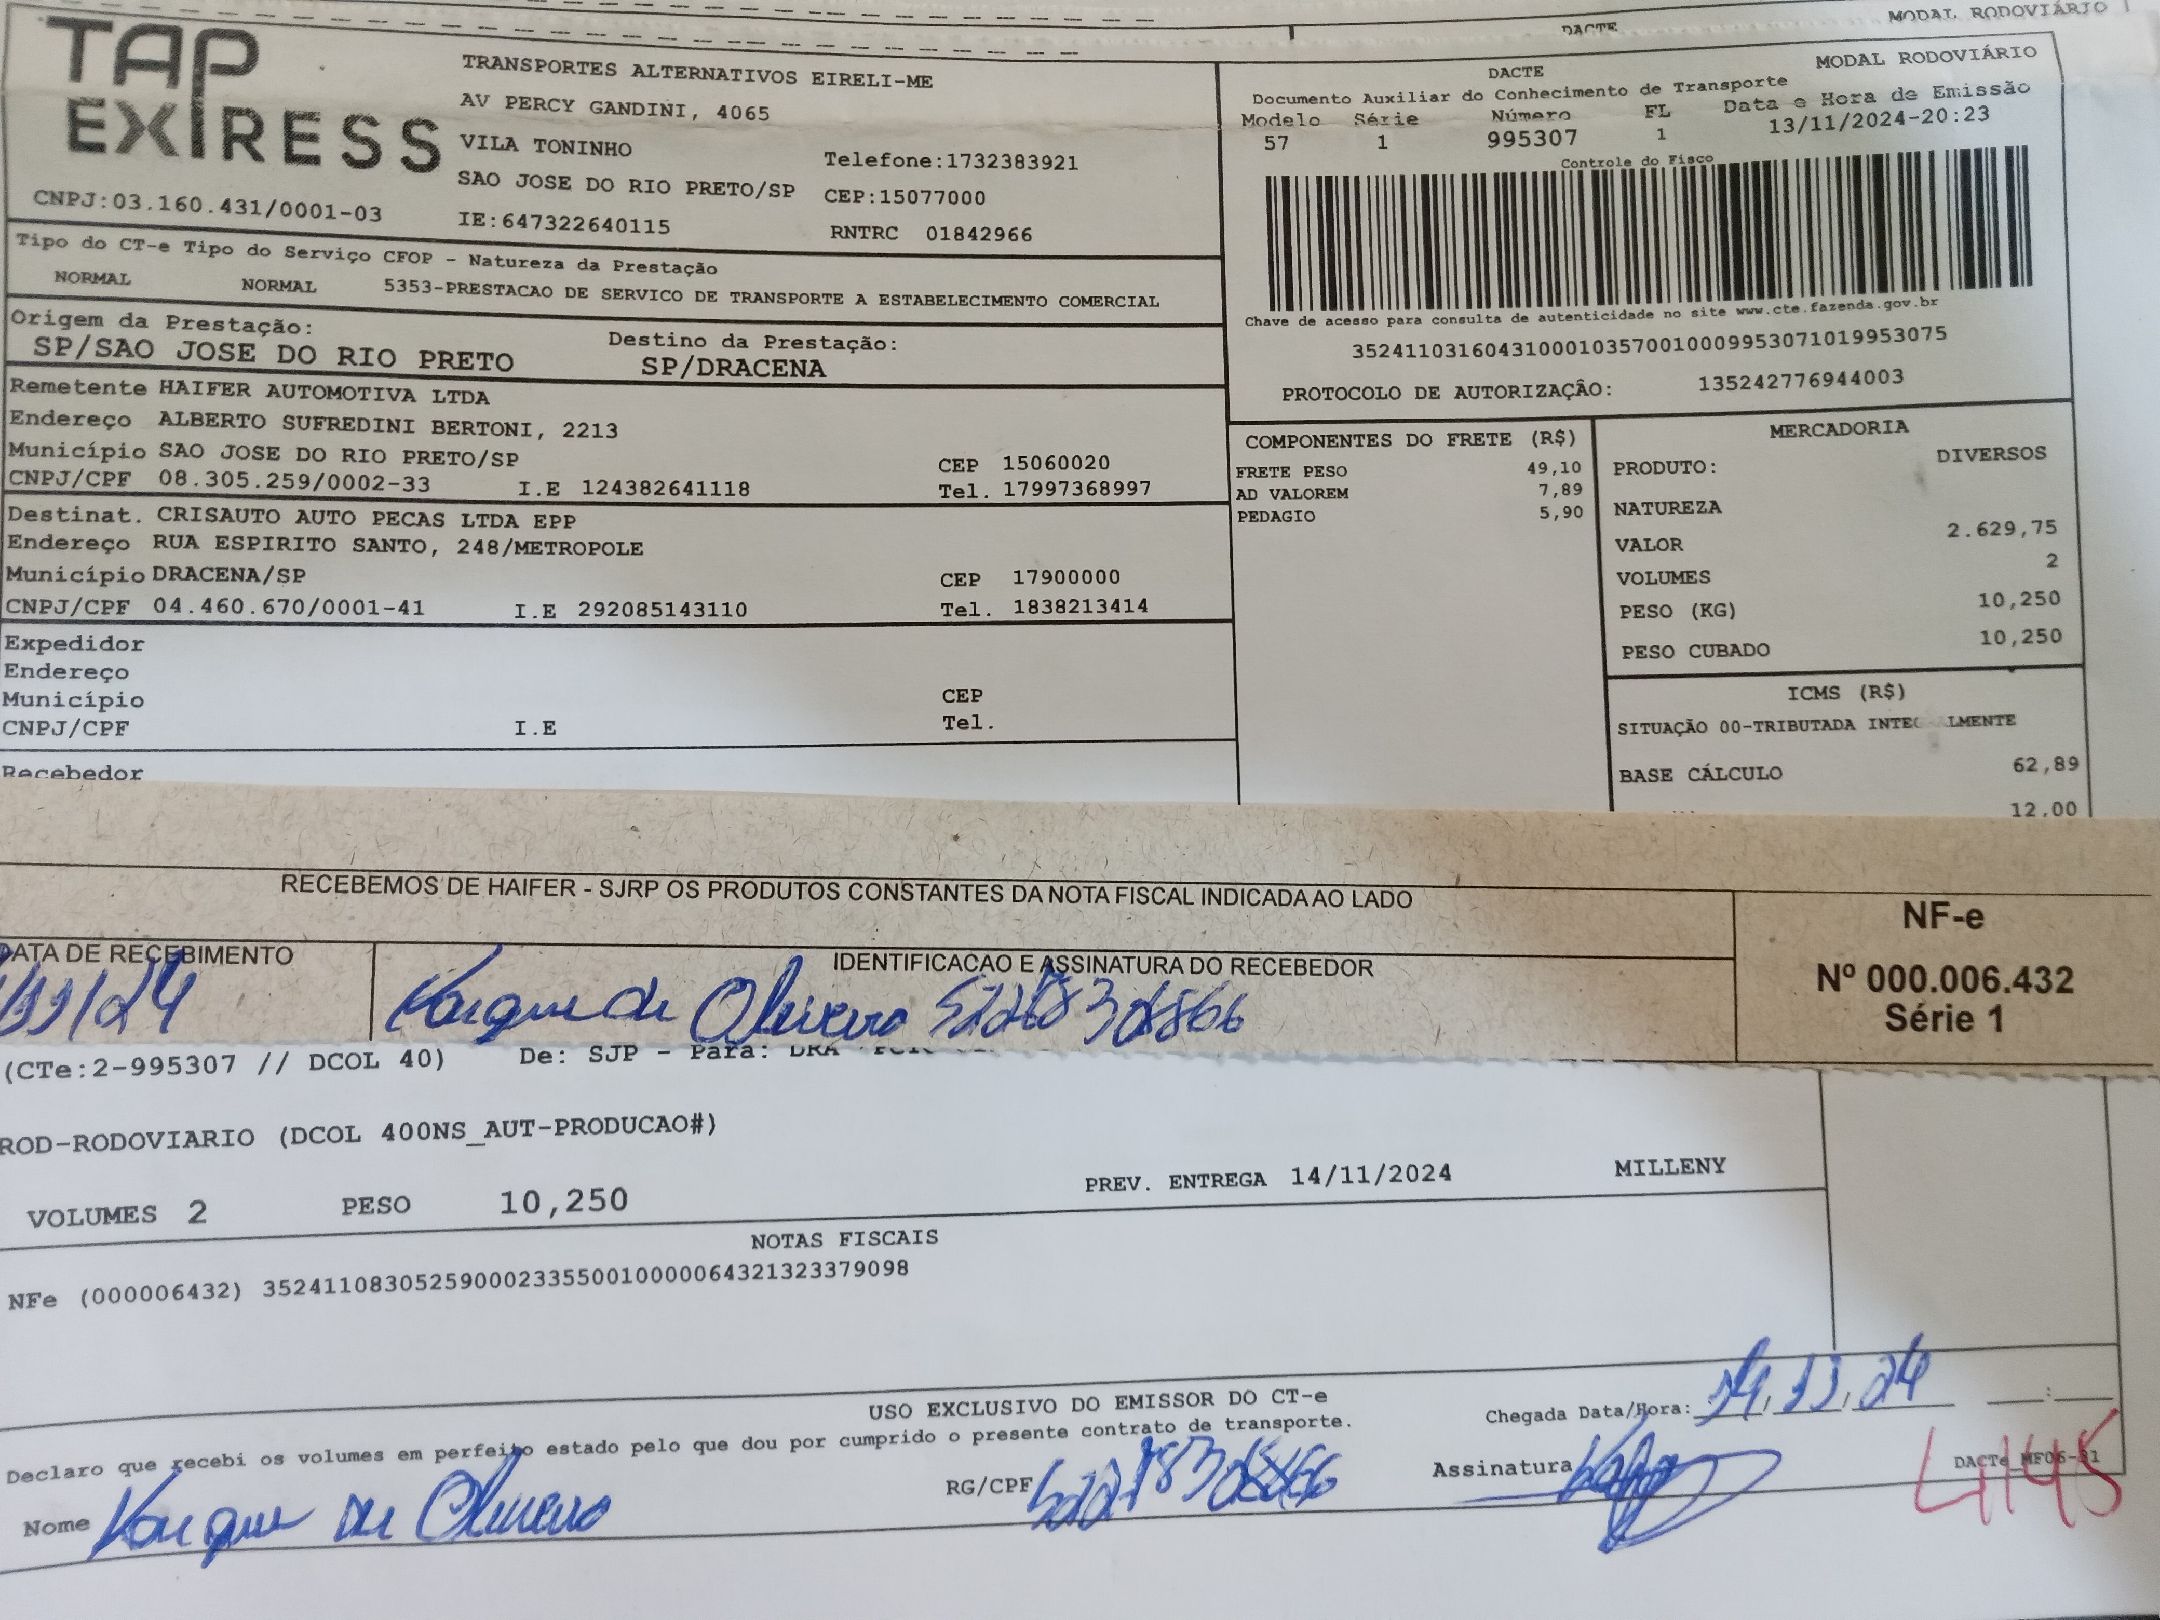 MODAL RODOVIÁRIO
DACTE
TAP EXPRESS
TRANSPORTES ALTERNATIVOS EIRELI-ME
AV PERCY GANDINI, 4065
VILA TONINHO
Telefone:1732383921
SAO JOSE DO RIO PRETO/SP CEP:15077000
CNPJ:03.160.431/0001-03 IE:647322640115 RNTRC 01842966
DACTE MODAL RODOVIÁRIO
Documento Auxiliar do Conhecimento de Transporte
Modelo Série Número FL Data e Hora de Emissão
57 1 995307 1 13/11/2024-20:23
Controle do Fisco
Chave de acesso para consulta de autenticidade no site www.cte.fazenda.gov.br
35241103160431000103570010009953071019953075
PROTOCOLO DE AUTORIZAÇÂO: 135242776944003
Tipo do CT-e Tipo do Serviço CFOP - Natureza da Prestação
NORMAL NORMAL 5353-PRESTACAO DE SERVICO DE TRANSPORTE A ESTABELECIMENTO COMERCIAL
Origem da Prestação: Destino da Prestação:
SP/SAO JOSE DO RIO PRETO SP/DRACENA
Remetente HAIFER AUTOMOTIVA LTDA
Endereço ALBERTO SUFREDINI BERTONI, 2213
Município SAO JOSE DO RIO PRETO/SP CEP 15060020
CNPJ/CPF 08.305.259/0002-33 I.E 124382641118 Tel. 17997368997
Destinat. CRISAUTO AUTO PECAS LTDA EPP
Endereço RUA ESPIRITO SANTO, 248/METROPOLE
Município DRACENA/SP CEP 17900000
CNPJ/CPF 04.460.670/0001-41 I.E 292085143110 Tel. 1838213414
Expedidor
Endereço
Município CEP
CNPJ/CPF I.E Tel.
Recebedor
COMPONENTES DO FRETE (R$)
FRETE PESO 49,10
AD VALOREM 7,89
PEDAGIO 5,90
MERCADORIA
PRODUTO: DIVERSOS
NATUREZA
VALOR 2.629,75
VOLUMES 2
PESO (KG) 10,250
PESO CUBADO 10,250
ICMS (R$)
SITUAÇÃO 00-TRIBUTADA
BASE CÁLCULO 62,89
12,00
RECEBEMOS DE HAIFER - SJRP OS PRODUTOS CONSTANTES DA NOTA FISCAL INDICADA AO LADO
DATA DE RECEBIMENTO
IDENTIFICACAO E ASSINATURA DO RECEBEDOR
de Oliveira
NF-e
Nº 000.006.432
Série 1
(CTe:2-995307 // DCOL 40) De: SJP - Para: DRA
ROD-RODOVIARIO (DCOL 400NS_AUT-PRODUCAO#)
VOLUMES 2 PESO 10,250 PREV. ENTREGA 14/11/2024 MILLENY
NOTAS FISCAIS
NFe (000006432) 35241108305259000233550010000064321323379098
USO EXCLUSIVO DO EMISSOR DO CT-e
Declaro que recebi os volumes em perfeito estado pelo que dou por cumprido o presente contrato de transporte.
Chegada Data/Hora: 14,11,24
Nome de Oliveira RG/CPF Assinatura